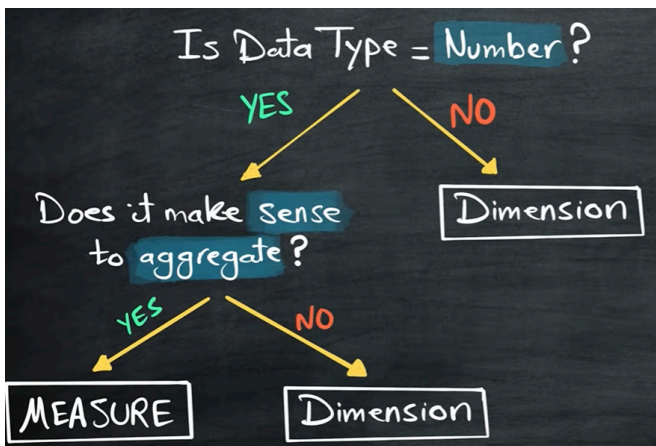 Is Data Type = Number?
YES
NO
Does it make sense
to aggregate?
Dimension
YES
NO
MEASURE
Dimension